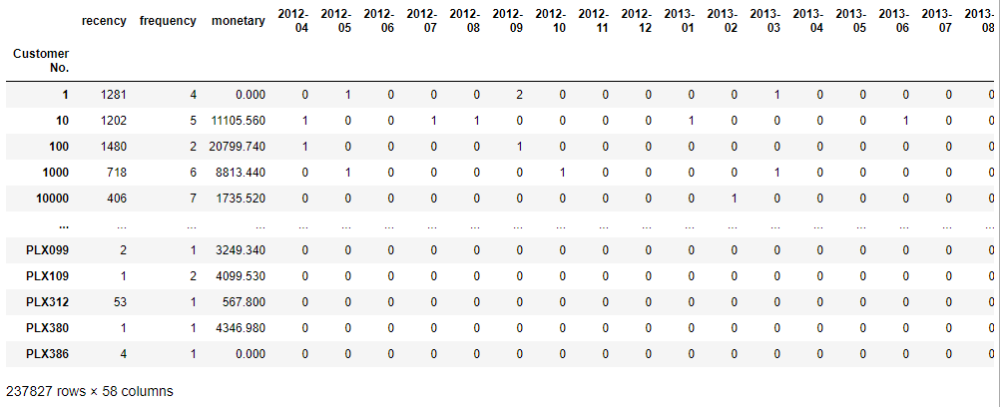 recency frequency monetary 2012-04 2012-05 2012-06 2012-07 2012-08 2012-09 2012-10 2012-11 2012-12 2013-01 2013-02 2013-03 2013-04 2013-05 2013-06 2013-07 2013-08
Customer No.
1 1281 4 0.000 0 1 0 0 0 2 0 0 0 0 0 1 0 0 0 0 0
10 1202 5 11105.560 1 0 0 1 1 0 0 0 0 1 0 0 0 0 1 0 0
100 1480 2 20799.740 1 0 0 0 0 1 0 0 0 0 0 0 0 0 0 0 0
1000 718 6 8813.440 0 1 0 0 0 0 1 0 0 0 0 1 0 0 0 0 0
10000 406 7 1735.520 0 0 0 0 0 0 0 0 0 0 1 0 0 0 0 0 0
... ... ... ... ... ... ... ... ... ... ... ... ... ... ... ... ... ... ... ... ...
PLX099 2 1 3249.340 0 0 0 0 0 0 0 0 0 0 0 0 0 0 0 0 0
PLX109 1 2 4099.530 0 0 0 0 0 0 0 0 0 0 0 0 0 0 0 0 0
PLX312 53 1 567.800 0 0 0 0 0 0 0 0 0 0 0 0 0 0 0 0 0
PLX380 1 1 4346.980 0 0 0 0 0 0 0 0 0 0 0 0 0 0 0 0 0
PLX386 4 1 0.000 0 0 0 0 0 0 0 0 0 0 0 0 0 0 0 0 0
237827 rows × 58 columns